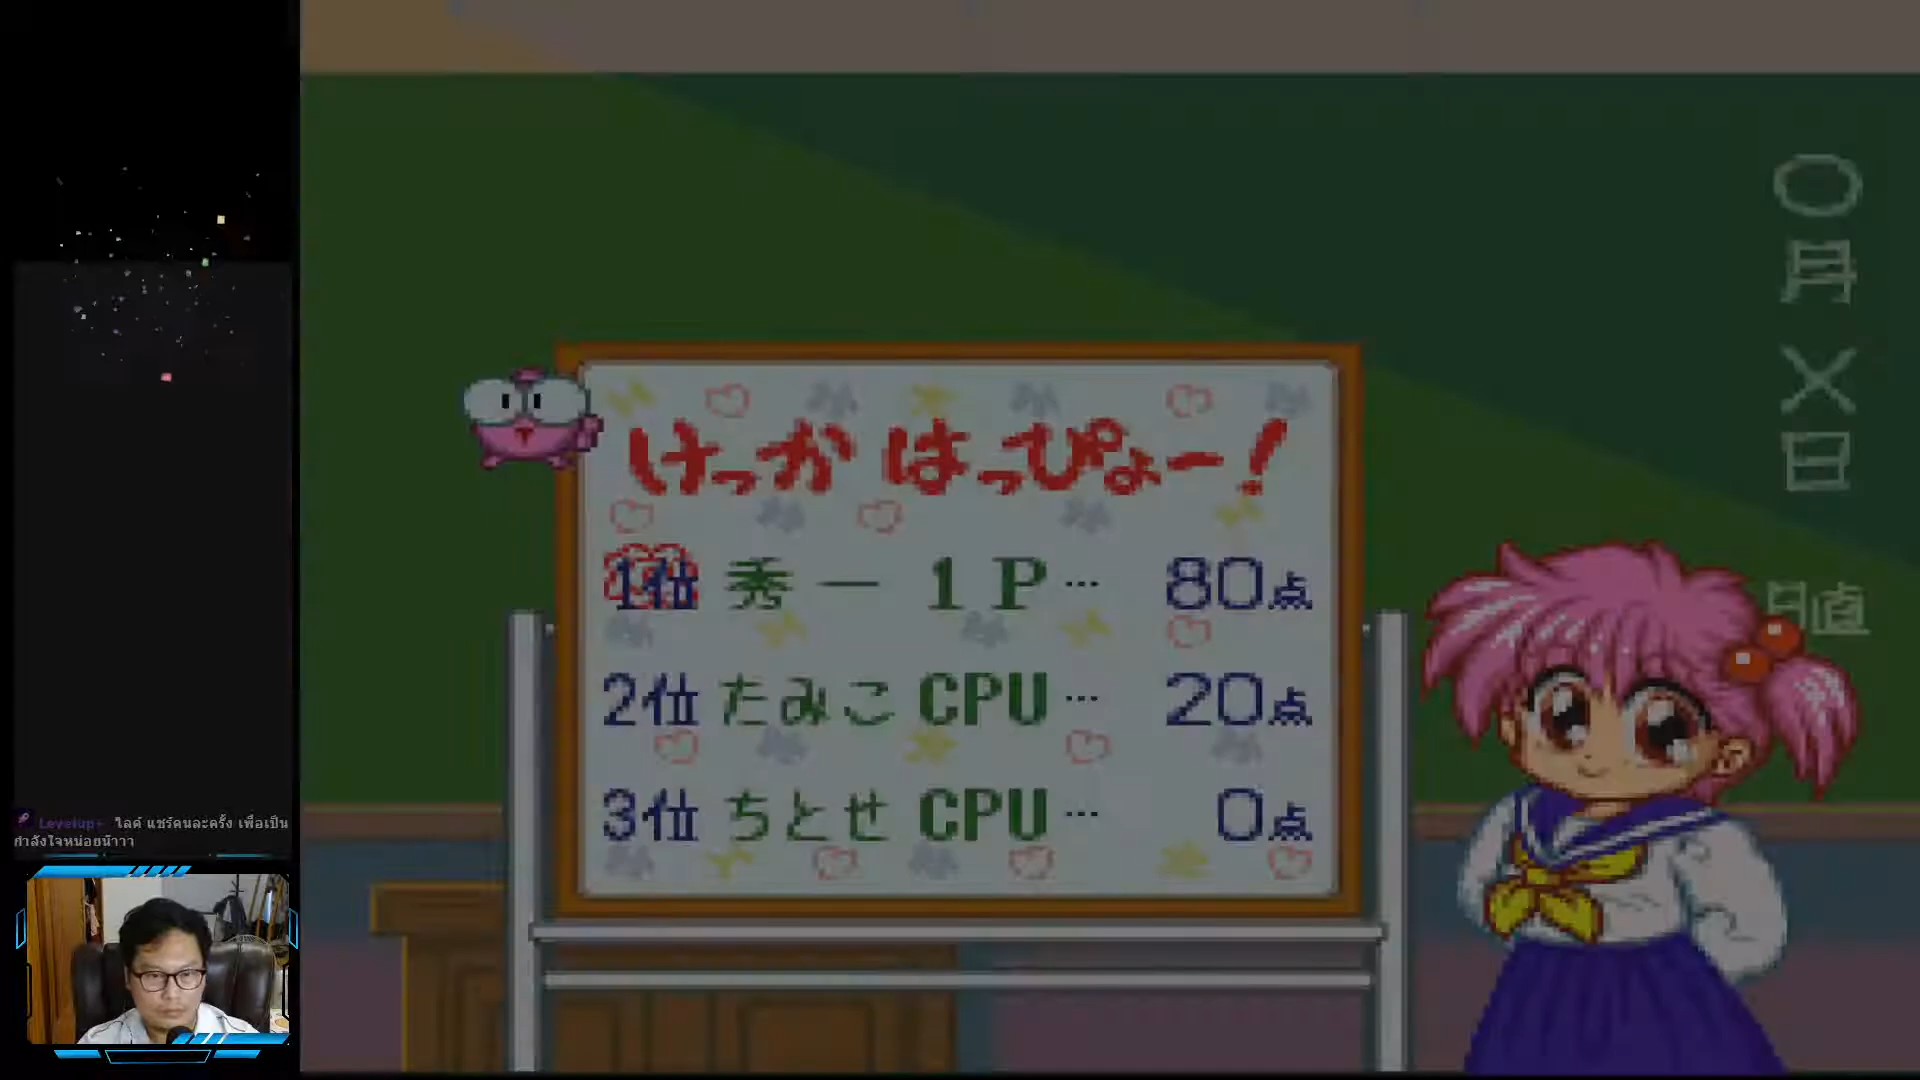 けっか はっぴょー!
1位 秀一 1P… 80点
2位 たみこ CPU… 20点
3位 ちとせ CPU… 0点
〇月
×日
日直
Levelup+ ไลค์ แชร์คนละครั้ง เพื่อเป็น
กำลังใจหน่อยน้าาา